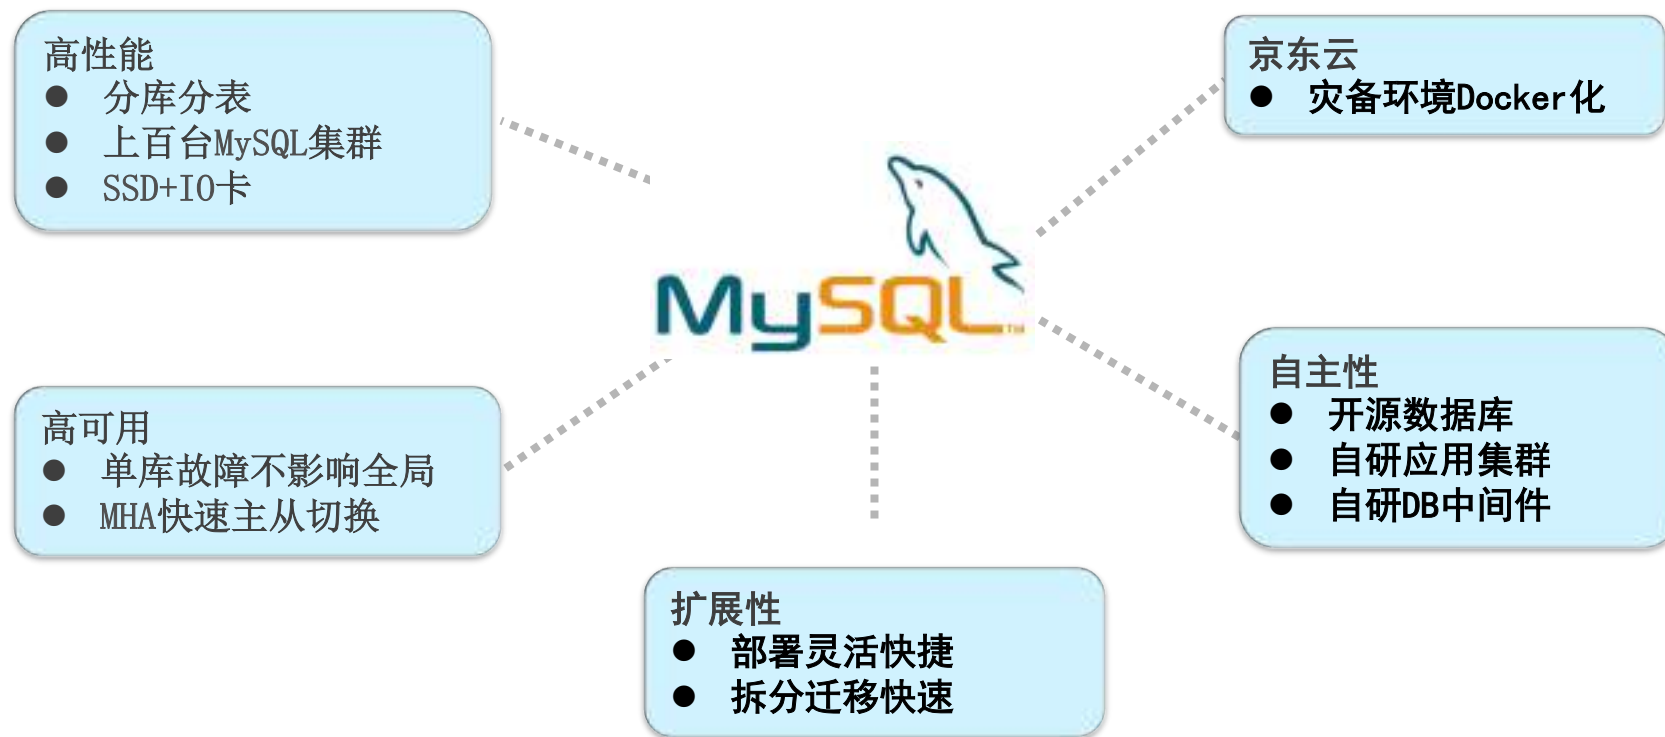 高性能
● 分库分表
● 上百台MySQL集群
● SSD+IO卡
京东云
● 灾备环境Docker化
MySQL™
高可用
● 单库故障不影响全局
● MHA快速主从切换
自主性
● 开源数据库
● 自研应用集群
● 自研DB中间件
扩展性
● 部署灵活快捷
● 拆分迁移快速